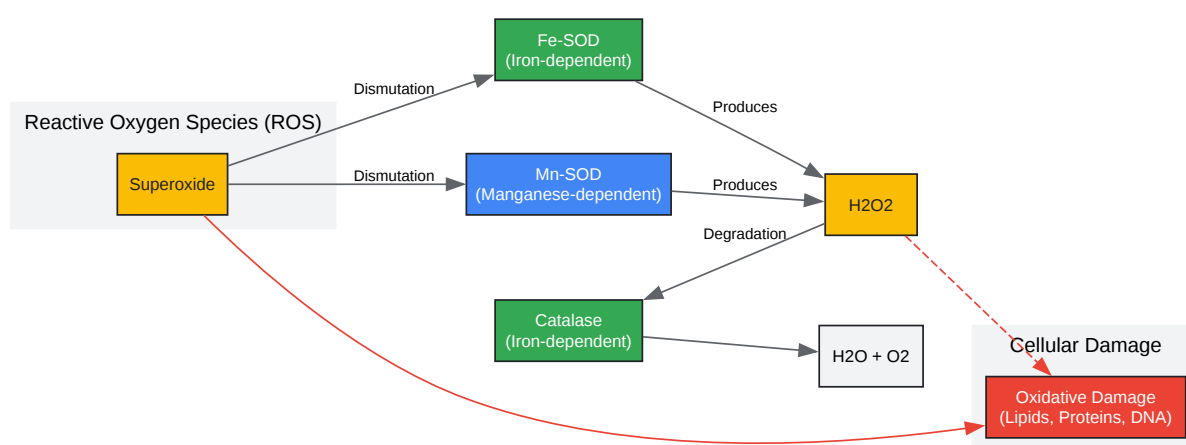 Fe-SOD
(Iron-dependent)
Dismutation
Produces
Reactive Oxygen Species (ROS)
Superoxide
Dismutation
Mn-SOD
(Manganese-dependent)
Produces
H2O2
Degradation
Catalase
(Iron-dependent)
H2O + O2
Cellular Damage
Oxidative Damage
(Lipids, Proteins, DNA)